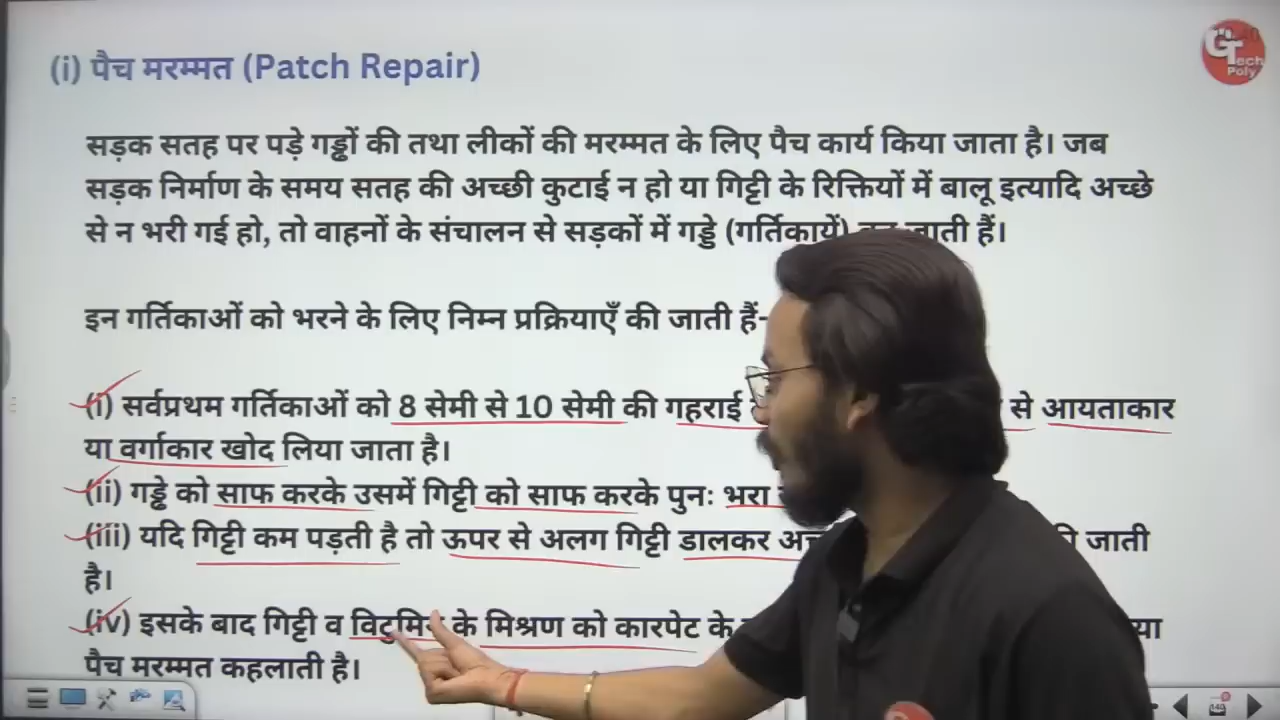 (i) पैच मरम्मत (Patch Repair)
GTech Poly
सड़क सतह पर पड़े गड्ढों की तथा लीकों की मरम्मत के लिए पैच कार्य किया जाता है। जब
सड़क निर्माण के समय सतह की अच्छी कुटाई न हो या गिट्टी के रिक्तियों में बालू इत्यादि अच्छे
से न भरी गई हो, तो वाहनों के संचालन से सड़कों में गड्ढे (गर्तिकायें) जाती हैं।
इन गर्तिकाओं को भरने के लिए निम्न प्रक्रियाएँ की जाती हैं-
(i) सर्वप्रथम गर्तिकाओं को 8 सेमी से 10 सेमी की गहराई से आयताकार
या वर्गाकार खोद लिया जाता है।
(ii) गड्ढे को साफ करके उसमें गिट्टी को साफ करके पुनः भरा
(iii) यदि गिट्टी कम पड़ती है तो ऊपर से अलग गिट्टी डालकर जाती
है।
(iv) इसके बाद गिट्टी व के मिश्रण को कारपेट के
पैच मरम्मत कहलाती है।